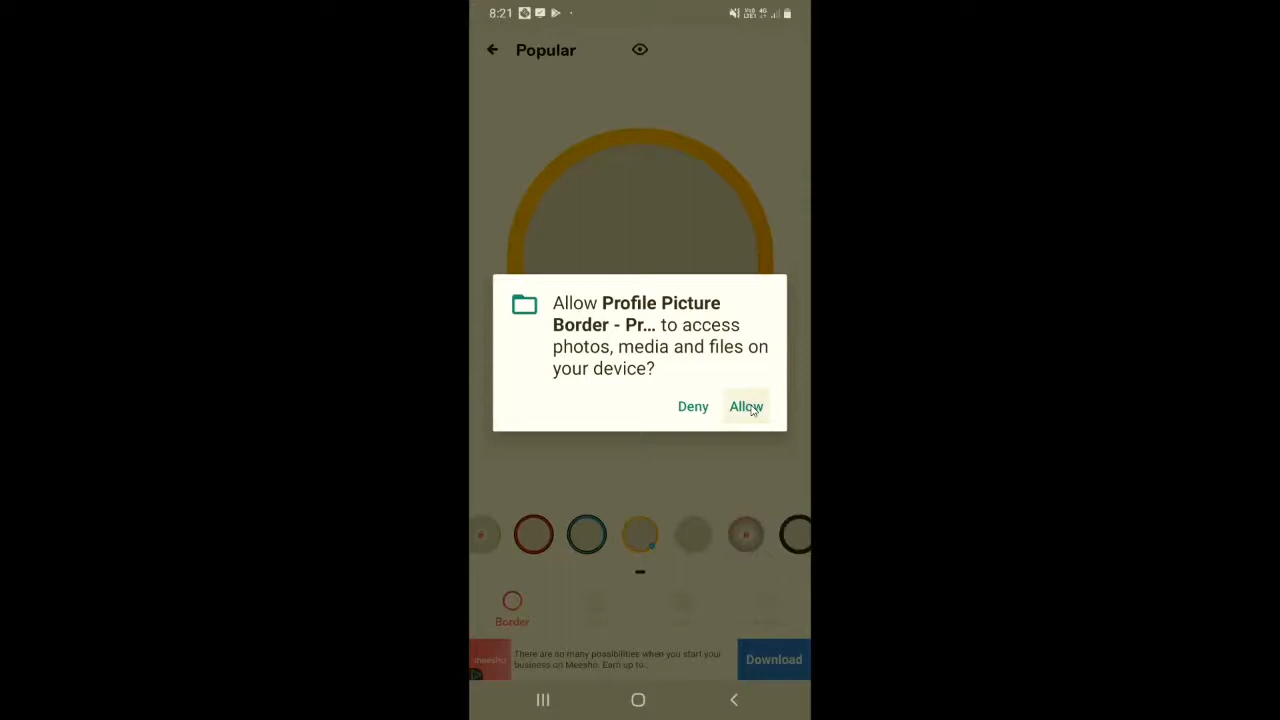 8:21
Popular
Allow Profile Picture
Border - Pr... to access
photos, media and files on
your device?
Deny Allow
Border
meesho
There are so many possibilities when you start your
business on Meesho. Earn up to..
Download